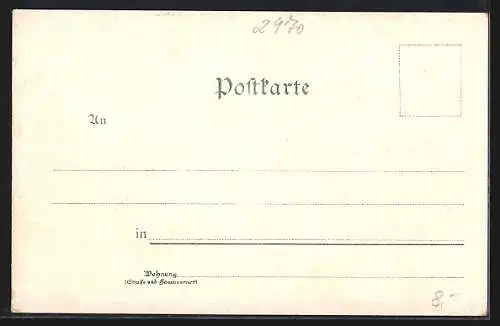 2970
Postkarte
An
in
Wohnung
(Straße und Hausnummer)
8,-